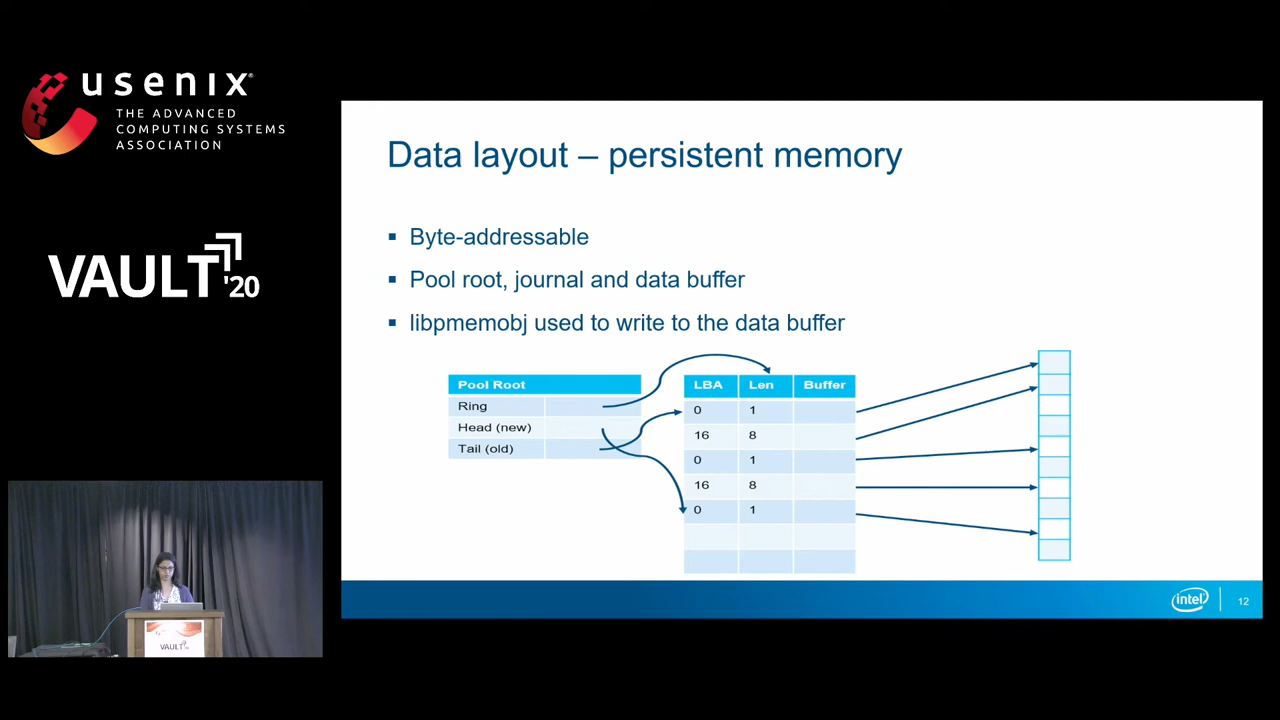 usenix
THE ADVANCED
COMPUTING SYSTEMS
ASSOCIATION
VAULT '20
Data layout – persistent memory
▪ Byte-addressable
▪ Pool root, journal and data buffer
▪ libpmemobj used to write to the data buffer
Pool Root
Ring
Head (new)
Tail (old)
LBA Len Buffer
0 1
16 8
0 1
16 8
0 1
intel
12
VAULT '20